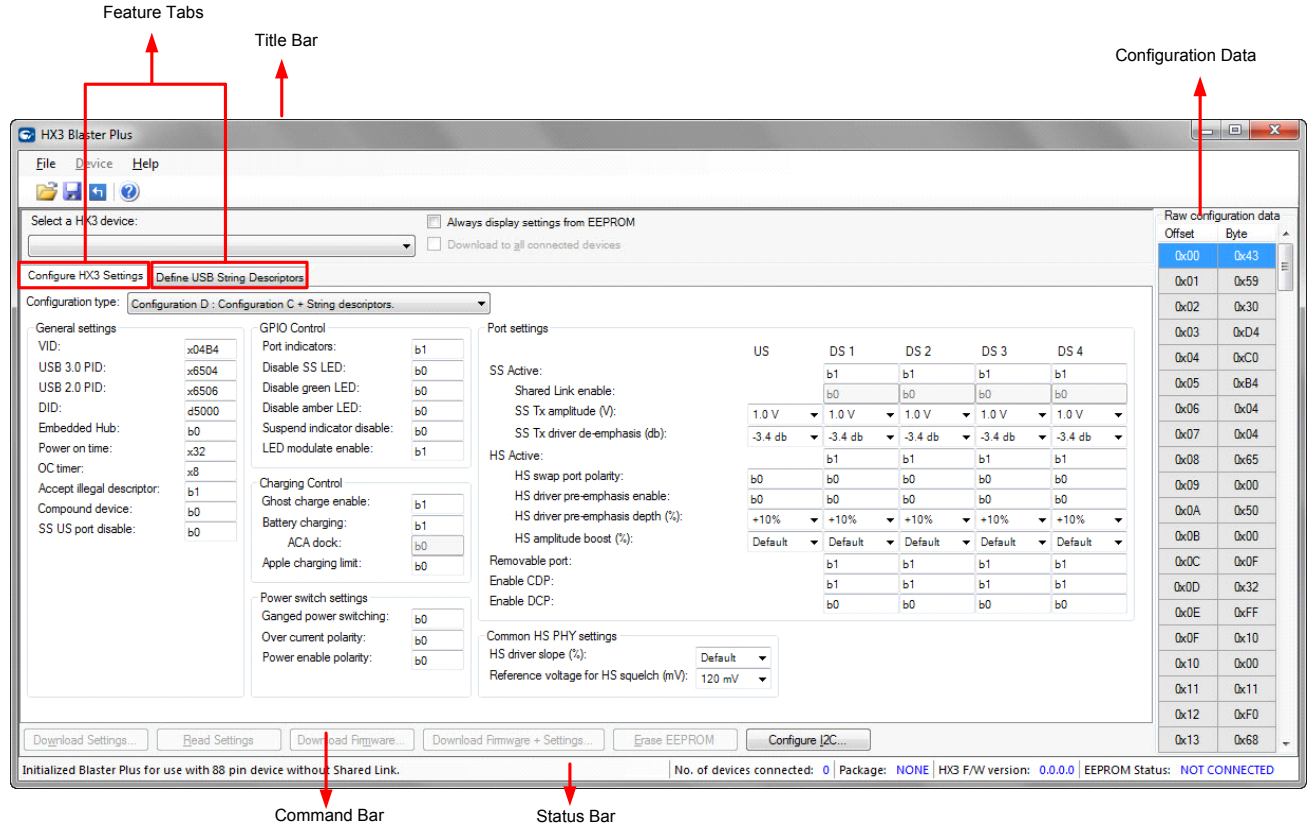 Feature Tabs
Title Bar
Configuration Data
HX3 Blaster Plus
File Device Help
Select a HX3 device:
Always display settings from EEPROM
Download to all connected devices
Configure HX3 Settings
Define USB String Descriptors
Configuration type: Configuration D : Configuration C + String descriptors.
General settings
VID: x04B4
USB 3.0 PID: x6504
USB 2.0 PID: x6506
DID: d5000
Embedded Hub: b0
Power on time: x32
OC timer: x8
Accept illegal descriptor: b1
Compound device: b0
SS US port disable: b0
GPIO Control
Port indicators: b1
Disable SS LED: b0
Disable green LED: b0
Disable amber LED: b0
Suspend indicator disable: b0
LED modulate enable: b1
Charging Control
Ghost charge enable: b1
Battery charging: b1
ACA dock: b0
Apple charging limit: b0
Power switch settings
Ganged power switching: b0
Over current polarity: b0
Power enable polarity: b0
Port settings
US DS 1 DS 2 DS 3 DS 4
SS Active: b1 b1 b1 b1
Shared Link enable: b0 b0 b0 b0
SS Tx amplitude (V): 1.0 V 1.0 V 1.0 V 1.0 V 1.0 V
SS Tx driver de-emphasis (db): -3.4 db -3.4 db -3.4 db -3.4 db -3.4 db
HS Active: b1 b1 b1 b1
HS swap port polarity: b0 b0 b0 b0 b0
HS driver pre-emphasis enable: b0 b0 b0 b0 b0
HS driver pre-emphasis depth (%): +10% +10% +10% +10% +10%
HS amplitude boost (%): Default Default Default Default Default
Removable port: b1 b1 b1 b1
Enable CDP: b1 b1 b1 b1
Enable DCP: b0 b0 b0 b0
Common HS PHY settings
HS driver slope (%): Default
Reference voltage for HS squelch (mV): 120 mV
Raw configuration data
Offset Byte
0x00 0x43
0x01 0x59
0x02 0x30
0x03 0xD4
0x04 0xC0
0x05 0xB4
0x06 0x04
0x07 0x04
0x08 0x65
0x09 0x00
0x0A 0x50
0x0B 0x00
0x0C 0x0F
0x0D 0x32
0x0E 0xFF
0x0F 0x10
0x10 0x00
0x11 0x11
0x12 0xF0
0x13 0x68
Download Settings... Read Settings Download Firmware... Download Firmware + Settings... Erase EEPROM Configure I2C...
Initialized Blaster Plus for use with 88 pin device without Shared Link.
No. of devices connected: 0 Package: NONE HX3 F/W version: 0.0.0.0 EEPROM Status: NOT CONNECTED
Command Bar
Status Bar